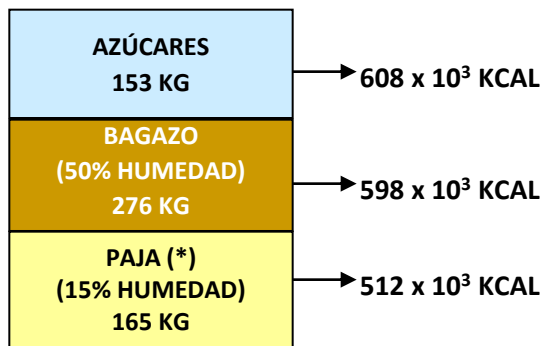 AZÚCARES
153 KG
608 x 10³ KCAL
BAGAZO
(50% HUMEDAD)
276 KG
598 x 10³ KCAL
PAJA (*)
(15% HUMEDAD)
165 KG
512 x 10³ KCAL